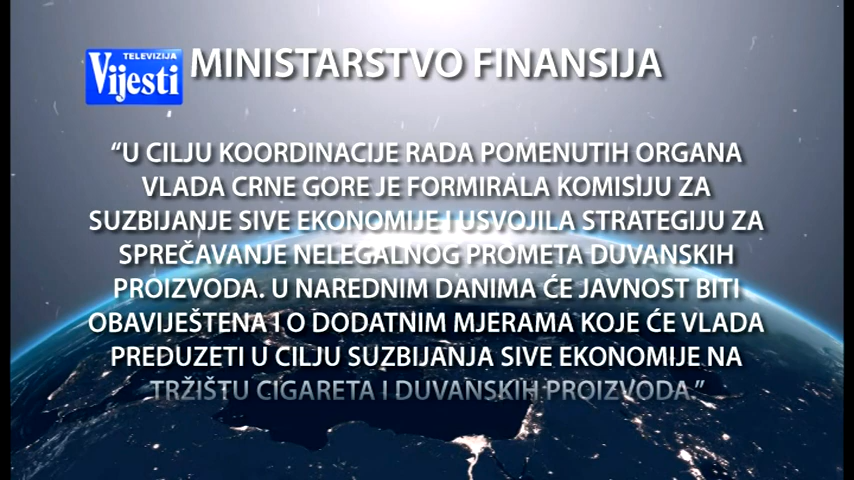 TELEVIZIJA
Vijesti
MINISTARSTVO FINANSIJA
“U CILJU KOORDINACIJE RADA POMENUTIH ORGANA
VLADA CRNE GORE JE FORMIRALA KOMISIJU ZA
SUZBIJANJE SIVE EKONOMIJE I USVOJILA STRATEGIJU ZA
SPREČAVANJE NELEGALNOG PROMETA DUVANSKIH
PROIZVODA. U NAREDNIM DANIMA ĆE JAVNOST BITI
OBAVIJEŠTENA I O DODATNIM MJERAMA KOJE ĆE VLADA
PREDUZETI U CILJU SUZBIJANJA SIVE EKONOMIJE NA
TRŽIŠTU CIGARETA I DUVANSKIH PROIZVODA.”